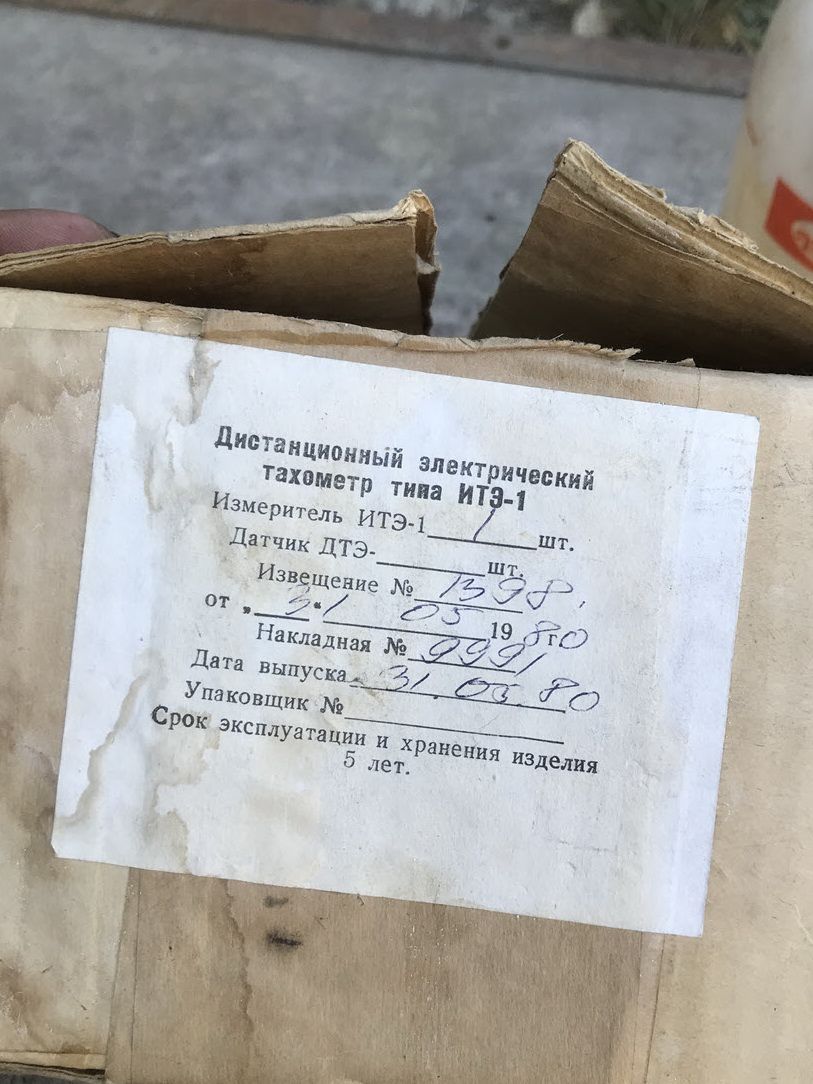 Дистанционный электрический
тахометр типа ИТЭ-1
Измеритель ИТЭ-1 1 шт.
Датчик ДТЭ- шт.
Извещение № 1398.
от „31“ 05 1980
Накладная № 9991
Дата выпуска 31.05.80
Упаковщик №
Срок эксплуатации и хранения изделия
5 лет.